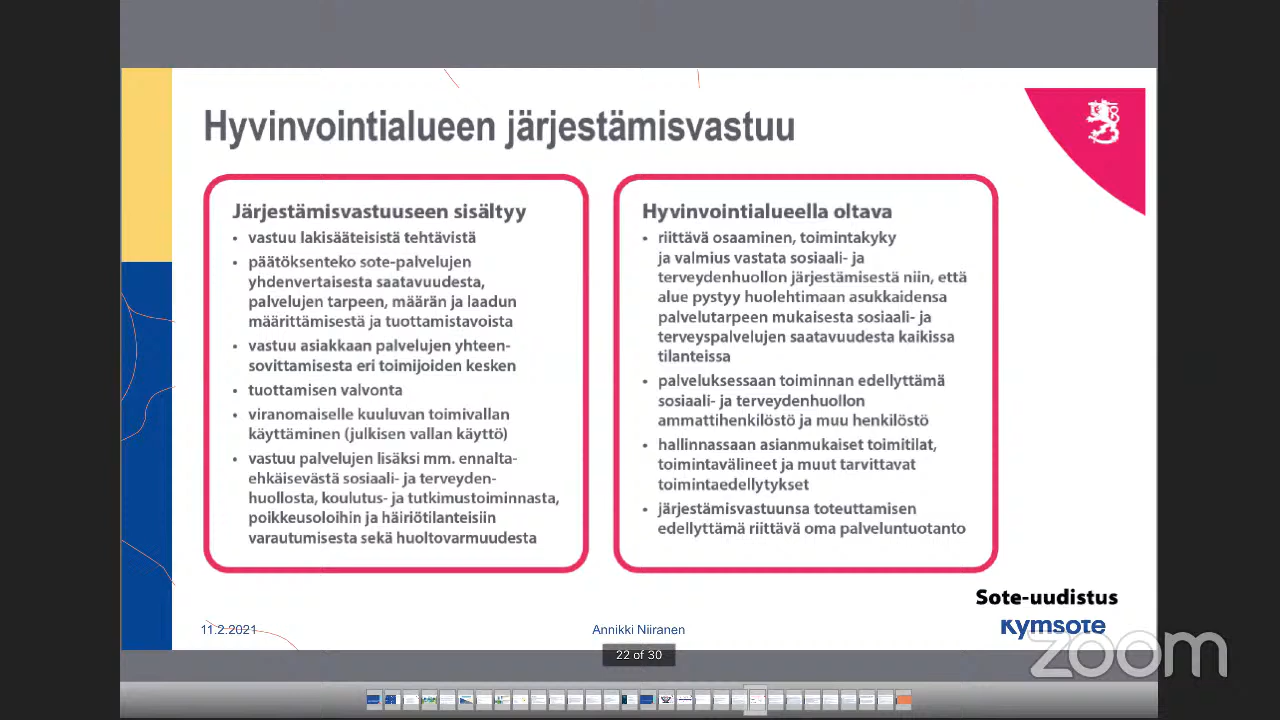 Hyvinvointialueen järjestämisvastuu
Järjestämisvastuuseen sisältyy
• vastuu lakisääteisistä tehtävistä
• päätöksenteko sote-palvelujen
yhdenvertaisesta saatavuudesta,
palvelujen tarpeen, määrän ja laadun
määrittämisestä ja tuottamistavoista
• vastuu asiakkaan palvelujen yhteen-
sovittamisesta eri toimijoiden kesken
• tuottamisen valvonta
• viranomaiselle kuuluvan toimivallan
käyttäminen (julkisen vallan käyttö)
• vastuu palvelujen lisäksi mm. ennalta-
ehkäisevästä sosiaali- ja terveyden-
huollosta, koulutus- ja tutkimustoiminnasta,
poikkeusoloihin ja häiriötilanteisiin
varautumisesta sekä huoltovarmuudesta
Hyvinvointialueella oltava
• riittävä osaaminen, toimintakyky
ja valmius vastata sosiaali- ja
terveydenhuollon järjestämisestä niin, että
alue pystyy huolehtimaan asukkaidensa
palvelutarpeen mukaisesta sosiaali- ja
terveyspalvelujen saatavuudesta kaikissa
tilanteissa
• palveluksessaan toiminnan edellyttämä
sosiaali- ja terveydenhuollon
ammattihenkilöstö ja muu henkilöstö
• hallinnassaan asianmukaiset toimitilat,
toimintavälineet ja muut tarvittavat
toimintaedellytykset
• järjestämisvastuunsa toteuttamisen
edellyttämä riittävä oma palveluntuotanto
Sote-uudistus
11.2.2021
Annikki Niiranen
Kymsote
22 of 30
zoom